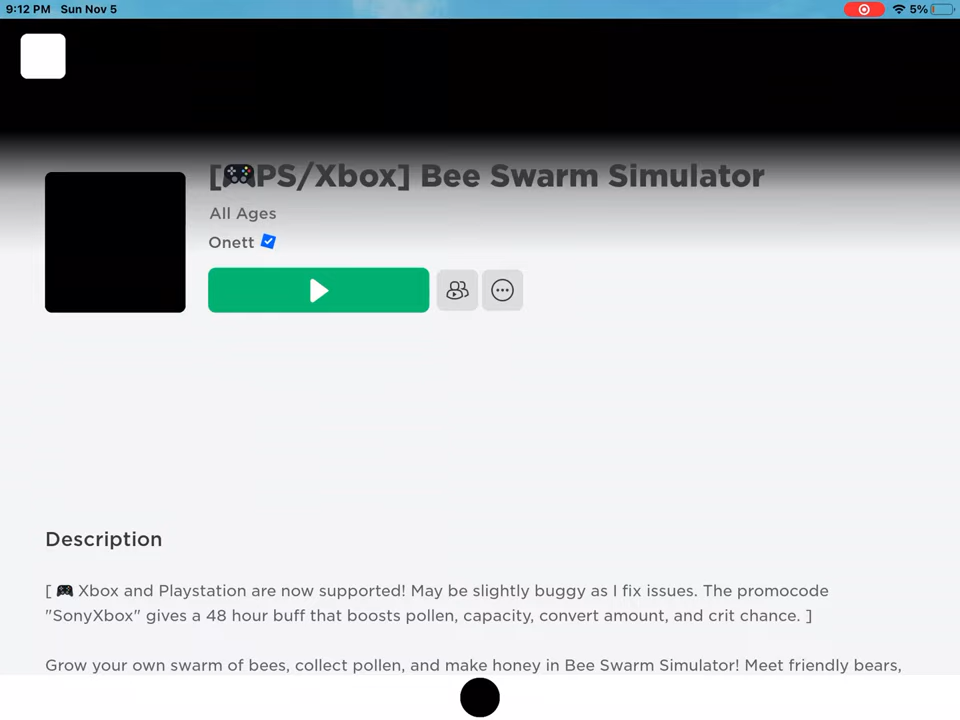 9:12 PM Sun Nov 5 5%
[🎮PS/Xbox] Bee Swarm Simulator
All Ages
Onett
Description
[ 🎮 Xbox and Playstation are now supported! May be slightly buggy as I fix issues. The promocode
"SonyXbox" gives a 48 hour buff that boosts pollen, capacity, convert amount, and crit chance. ]
Grow your own swarm of bees, collect pollen, and make honey in Bee Swarm Simulator! Meet friendly bears,